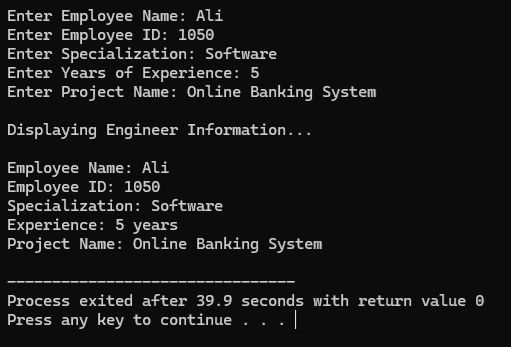 Enter Employee Name: Ali
Enter Employee ID: 1050
Enter Specialization: Software
Enter Years of Experience: 5
Enter Project Name: Online Banking System
Displaying Engineer Information...
Employee Name: Ali
Employee ID: 1050
Specialization: Software
Experience: 5 years
Project Name: Online Banking System
--------------------------------
Process exited after 39.9 seconds with return value 0
Press any key to continue . . .